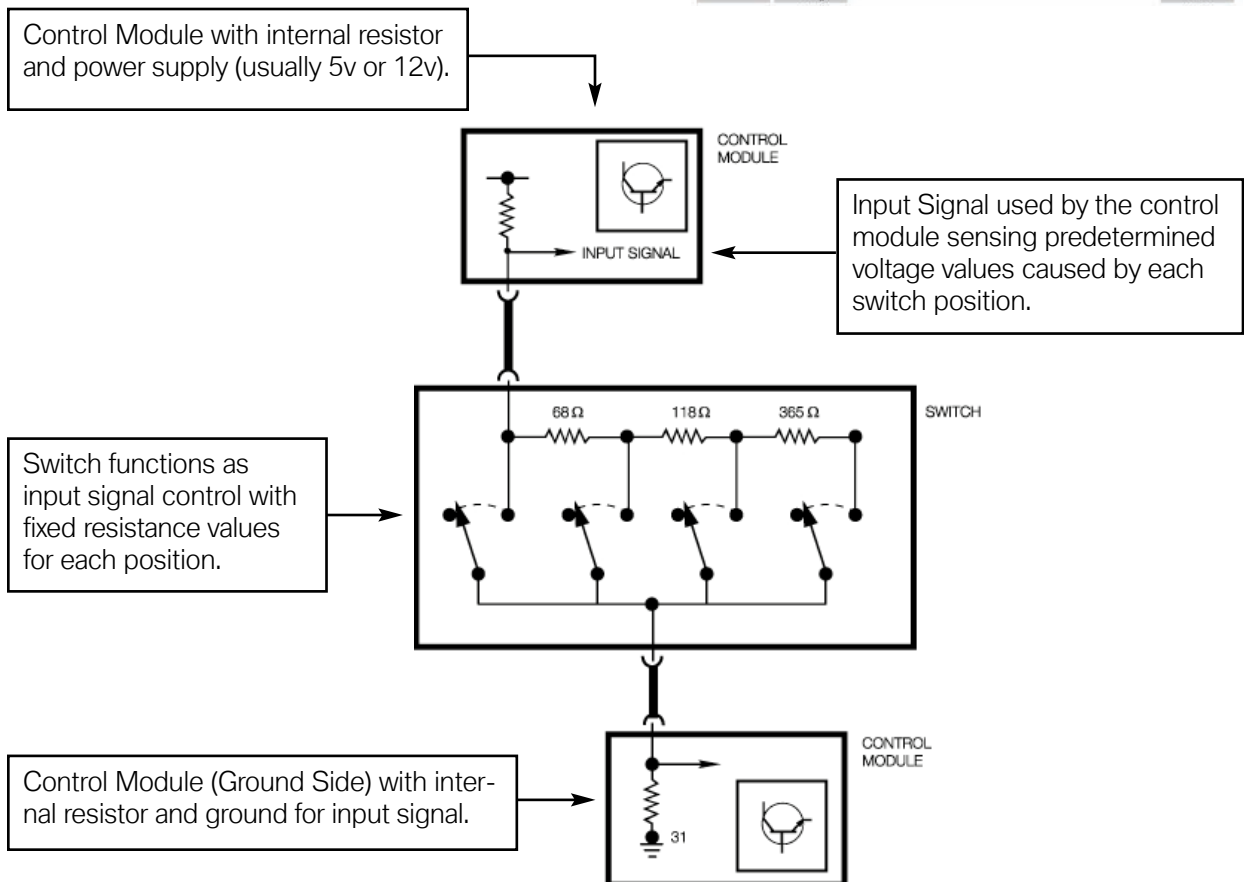 Control Module with internal resistor
and power supply (usually 5v or 12v).
CONTROL
MODULE
INPUT SIGNAL
Input Signal used by the control
module sensing predetermined
voltage values caused by each
switch position.
68Ω
118Ω
365Ω
SWITCH
Switch functions as
input signal control with
fixed resistance values
for each position.
CONTROL
MODULE
Control Module (Ground Side) with inter-
nal resistor and ground for input signal.
31